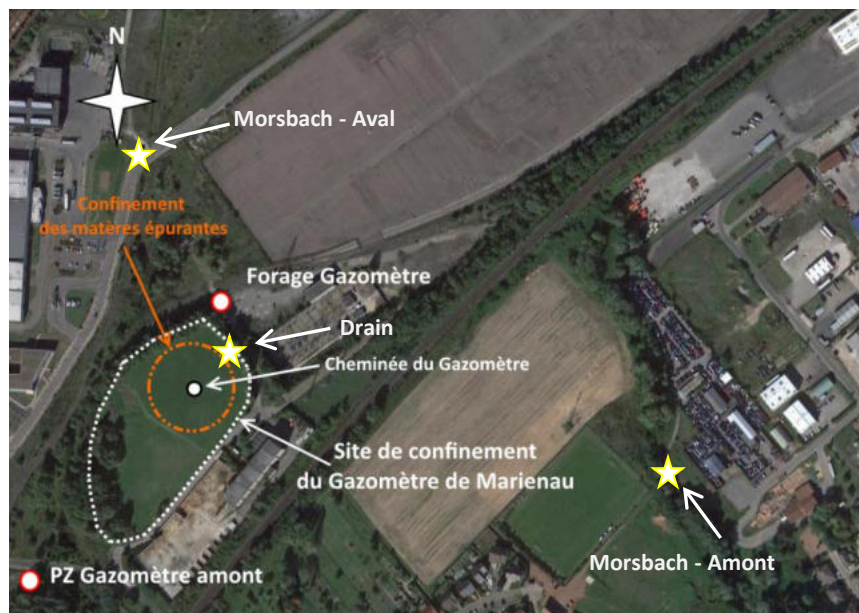 N
Morsbach - Aval
Confinement
des matères épurantes
Forage Gazomètre
Drain
Cheminée du Gazomètre
Site de confinement
du Gazomètre de Marienau
Morsbach - Amont
PZ Gazomètre amont